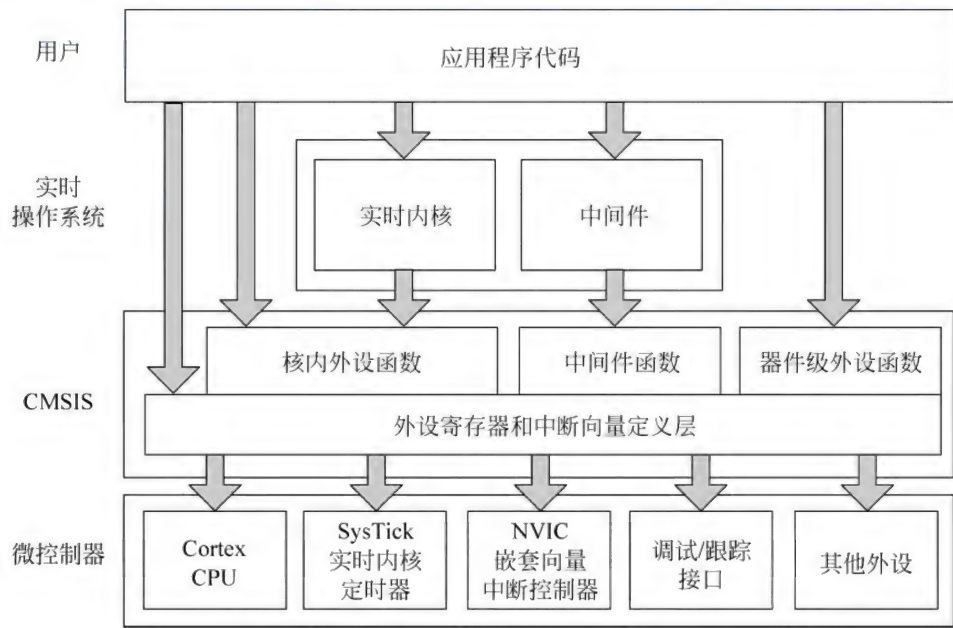 用户
应用程序代码
实时
操作系统
实时内核
中间件
CMSIS
核内外设函数
中间件函数
器件级外设函数
外设寄存器和中断向量定义层
微控制器
Cortex
CPU
SysTick
实时内核
定时器
NVIC
嵌套向量
中断控制器
调试/跟踪
接口
其他外设